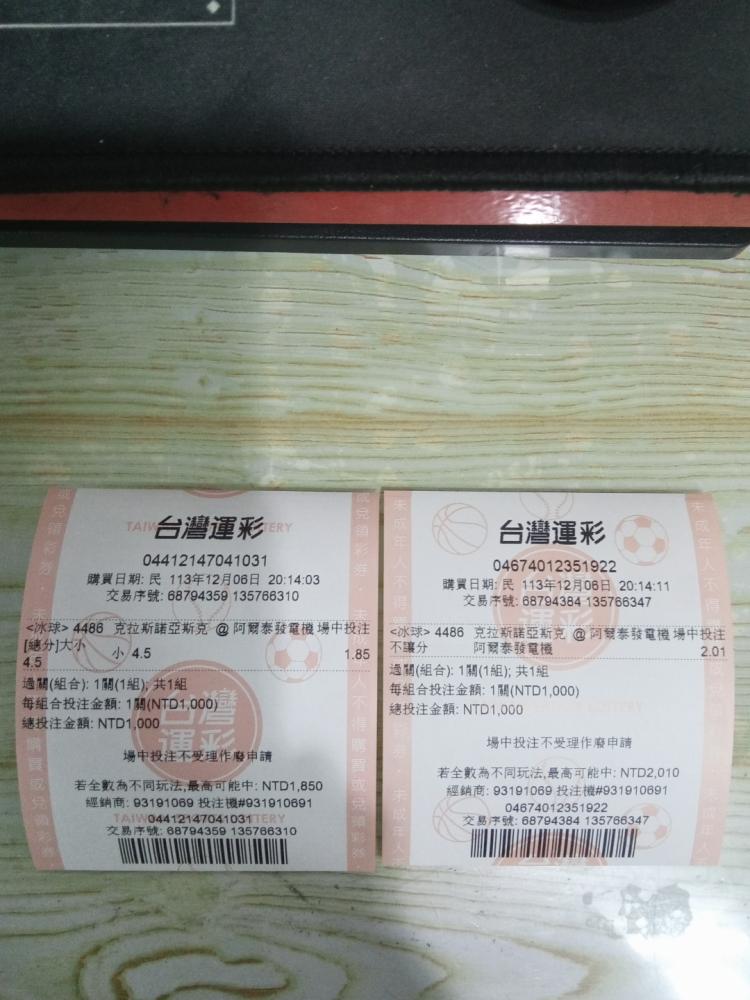 台灣運彩
04412147041031
購買日期: 民 113年12月06日 20:14:03
交易序號: 68794359 135766310
<冰球> 4486 克拉斯諾亞斯克 @ 阿爾泰發電機 場中投注
[總分]大小 小 4.5 1.85
4.5
過關(組合): 1關(1組); 共1組
每組合投注金額: 1關(NTD1,000)
總投注金額: NTD1,000
場中投注不受理作廢申請
若全數為不同玩法,最高可能中: NTD1,850
經銷商: 93191069 投注機#931910691
04412147041031
交易序號: 68794359 135766310
台灣運彩
04674012351922
購買日期: 民 113年12月06日 20:14:11
交易序號: 68794384 135766347
<冰球> 4486 克拉斯諾亞斯克 @ 阿爾泰發電機 場中投注
不讓分 阿爾泰發電機 2.01
過關(組合): 1關(1組); 共1組
每組合投注金額: 1關(NTD1,000)
總投注金額: NTD1,000
場中投注不受理作廢申請
若全數為不同玩法,最高可能中: NTD2,010
經銷商: 93191069 投注機#931910691
04674012351922
交易序號: 68794384 135766347